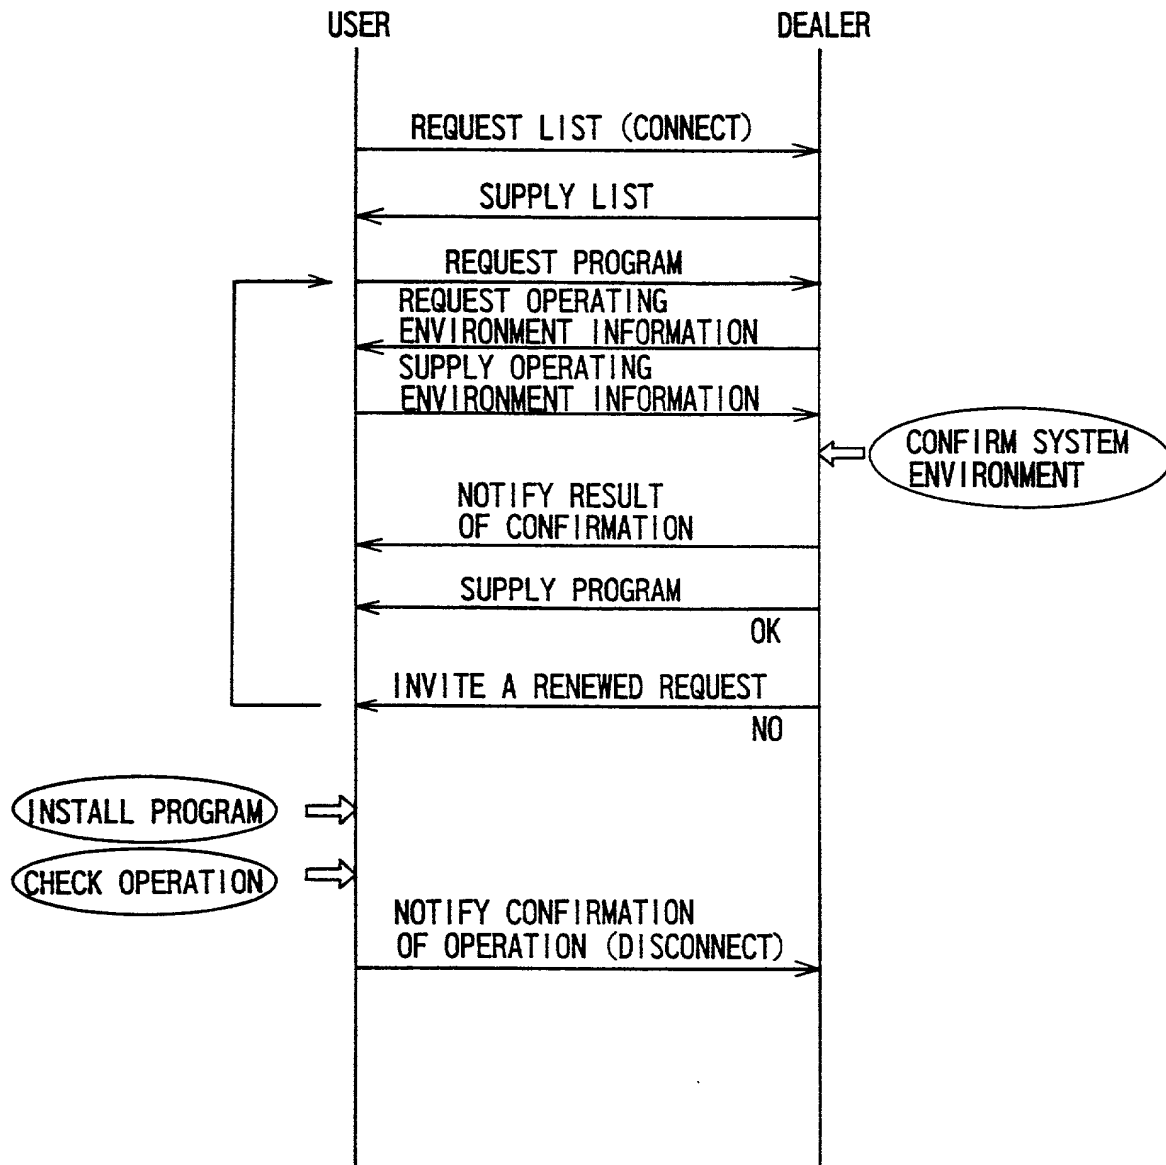 USER
DEALER
REQUEST LIST (CONNECT)
SUPPLY LIST
REQUEST PROGRAM
REQUEST OPERATING
ENVIRONMENT INFORMATION
SUPPLY OPERATING
ENVIRONMENT INFORMATION
CONFIRM SYSTEM
ENVIRONMENT
NOTIFY RESULT
OF CONFIRMATION
SUPPLY PROGRAM
OK
INVITE A RENEWED REQUEST
NO
INSTALL PROGRAM
CHECK OPERATION
NOTIFY CONFIRMATION
OF OPERATION (DISCONNECT)